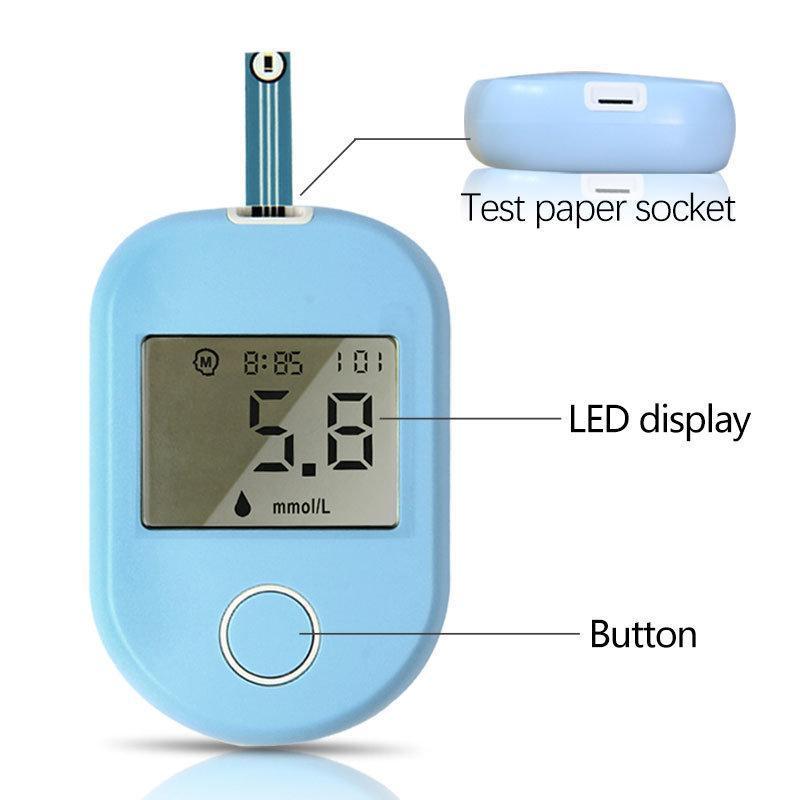 Test paper socket
M 8:85 101
5.8
mmol/L
LED display
Button